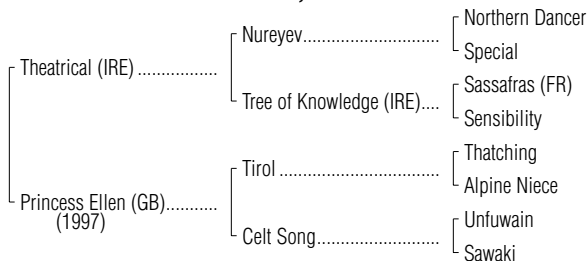 Northern Dancer
Nureyev
Special
Theatrical (IRE)
Sassafras (FR)
Tree of Knowledge (IRE)
Sensibility
Thatching
Tirol
Alpine Niece
Princess Ellen (GB)
(1997)
Unfuwain
Celt Song
Sawaki